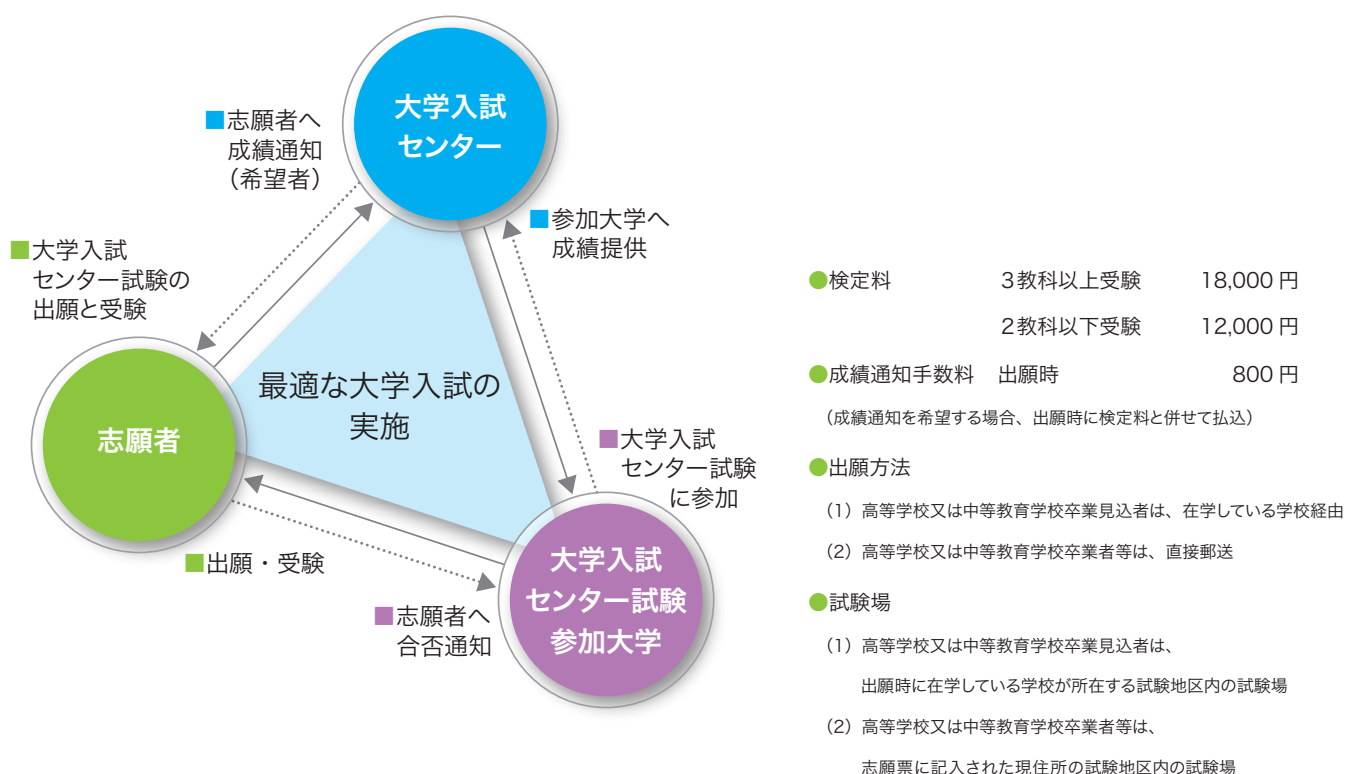 大学入試
センター
■志願者へ
成績通知
（希望者）
■参加大学へ
成績提供
■大学入試
センター試験の
出願と受験
最適な大学入試の
実施
志願者
■大学入試
センター試験
に参加
■出願・受験
大学入試
センター試験
参加大学
■志願者へ
合否通知
●検定料 3教科以上受験 18,000 円
2教科以下受験 12,000 円
●成績通知手数料 出願時 800 円
（成績通知を希望する場合、出願時に検定料と併せて払込）
●出願方法
（1）高等学校又は中等教育学校卒業見込者は、在学している学校経由
（2）高等学校又は中等教育学校卒業者等は、直接郵送
●試験場
（1）高等学校又は中等教育学校卒業見込者は、
出願時に在学している学校が所在する試験地区内の試験場
（2）高等学校又は中等教育学校卒業者等は、
志願票に記入された現住所の試験地区内の試験場